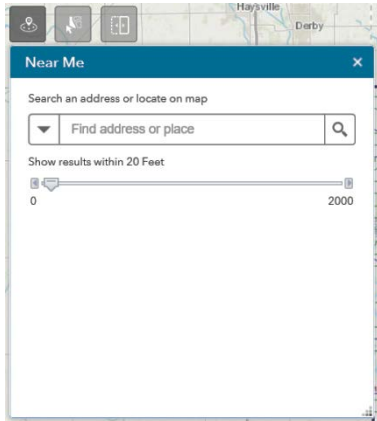 Haysville
Derby
Near Me
Search an address or locate on map
Find address or place
Show results within 20 Feet
0 2000